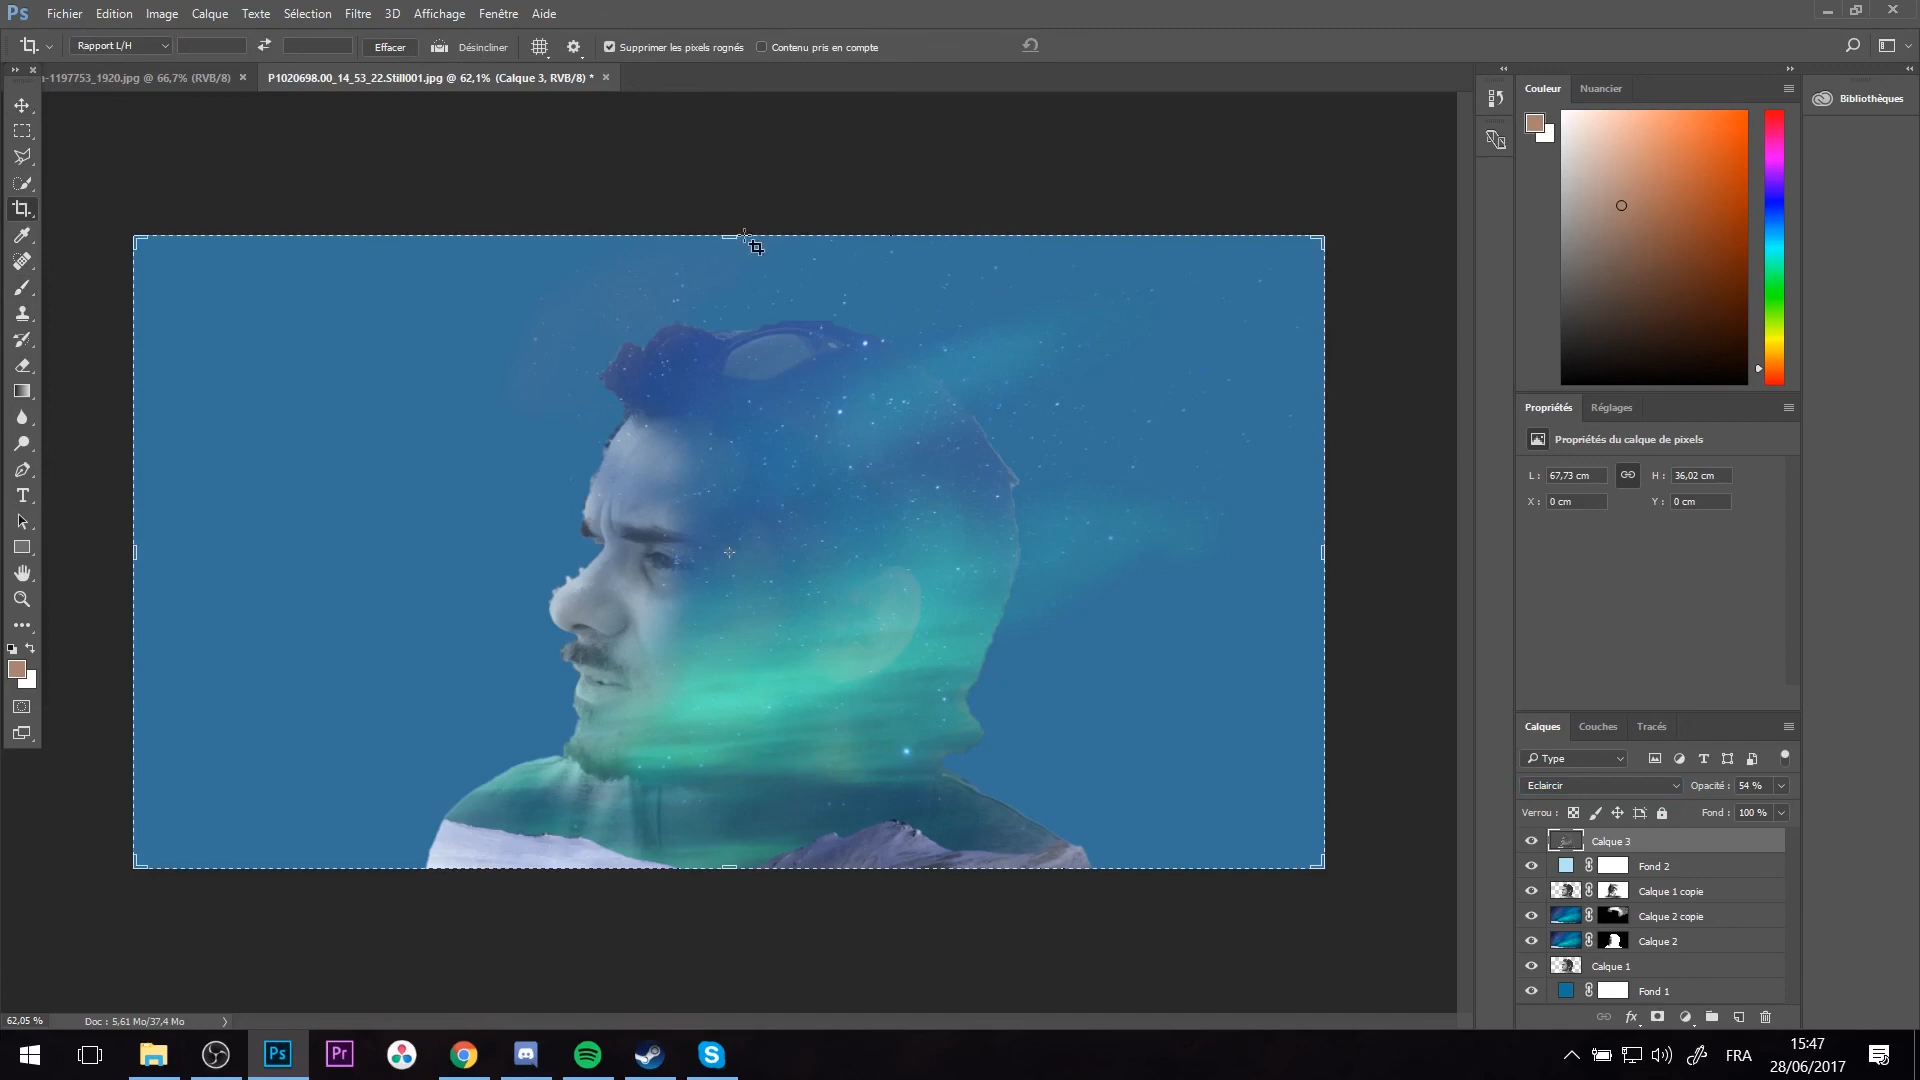 Ps Fichier Edition Image Calque Texte Sélection Filtre 3D Affichage Fenêtre Aide
Rapport L/H Effacer Désincliner Supprimer les pixels rognés Contenu pris en compte
-1197753_1920.jpg @ 66,7% (RVB/8) × P1020698.00_14_53_22.Still001.jpg @ 62,1% (Calque 3, RVB/8) * ×
Couleur Nuancier
Bibliothèques
Propriétés Réglages
Propriétés du calque de pixels
L : 67,73 cm H : 36,02 cm
X : 0 cm Y : 0 cm
Calques Couches Tracés
Type
Eclaircir Opacité : 54 %
Verrou : Fond : 100 %
Calque 3
Fond 2
Calque 1 copie
Calque 2 copie
Calque 2
Calque 1
Fond 1
fx
62,05 % Doc : 5,61 Mo/37,4 Mo
Ps Pr FRA
15:47
28/06/2017